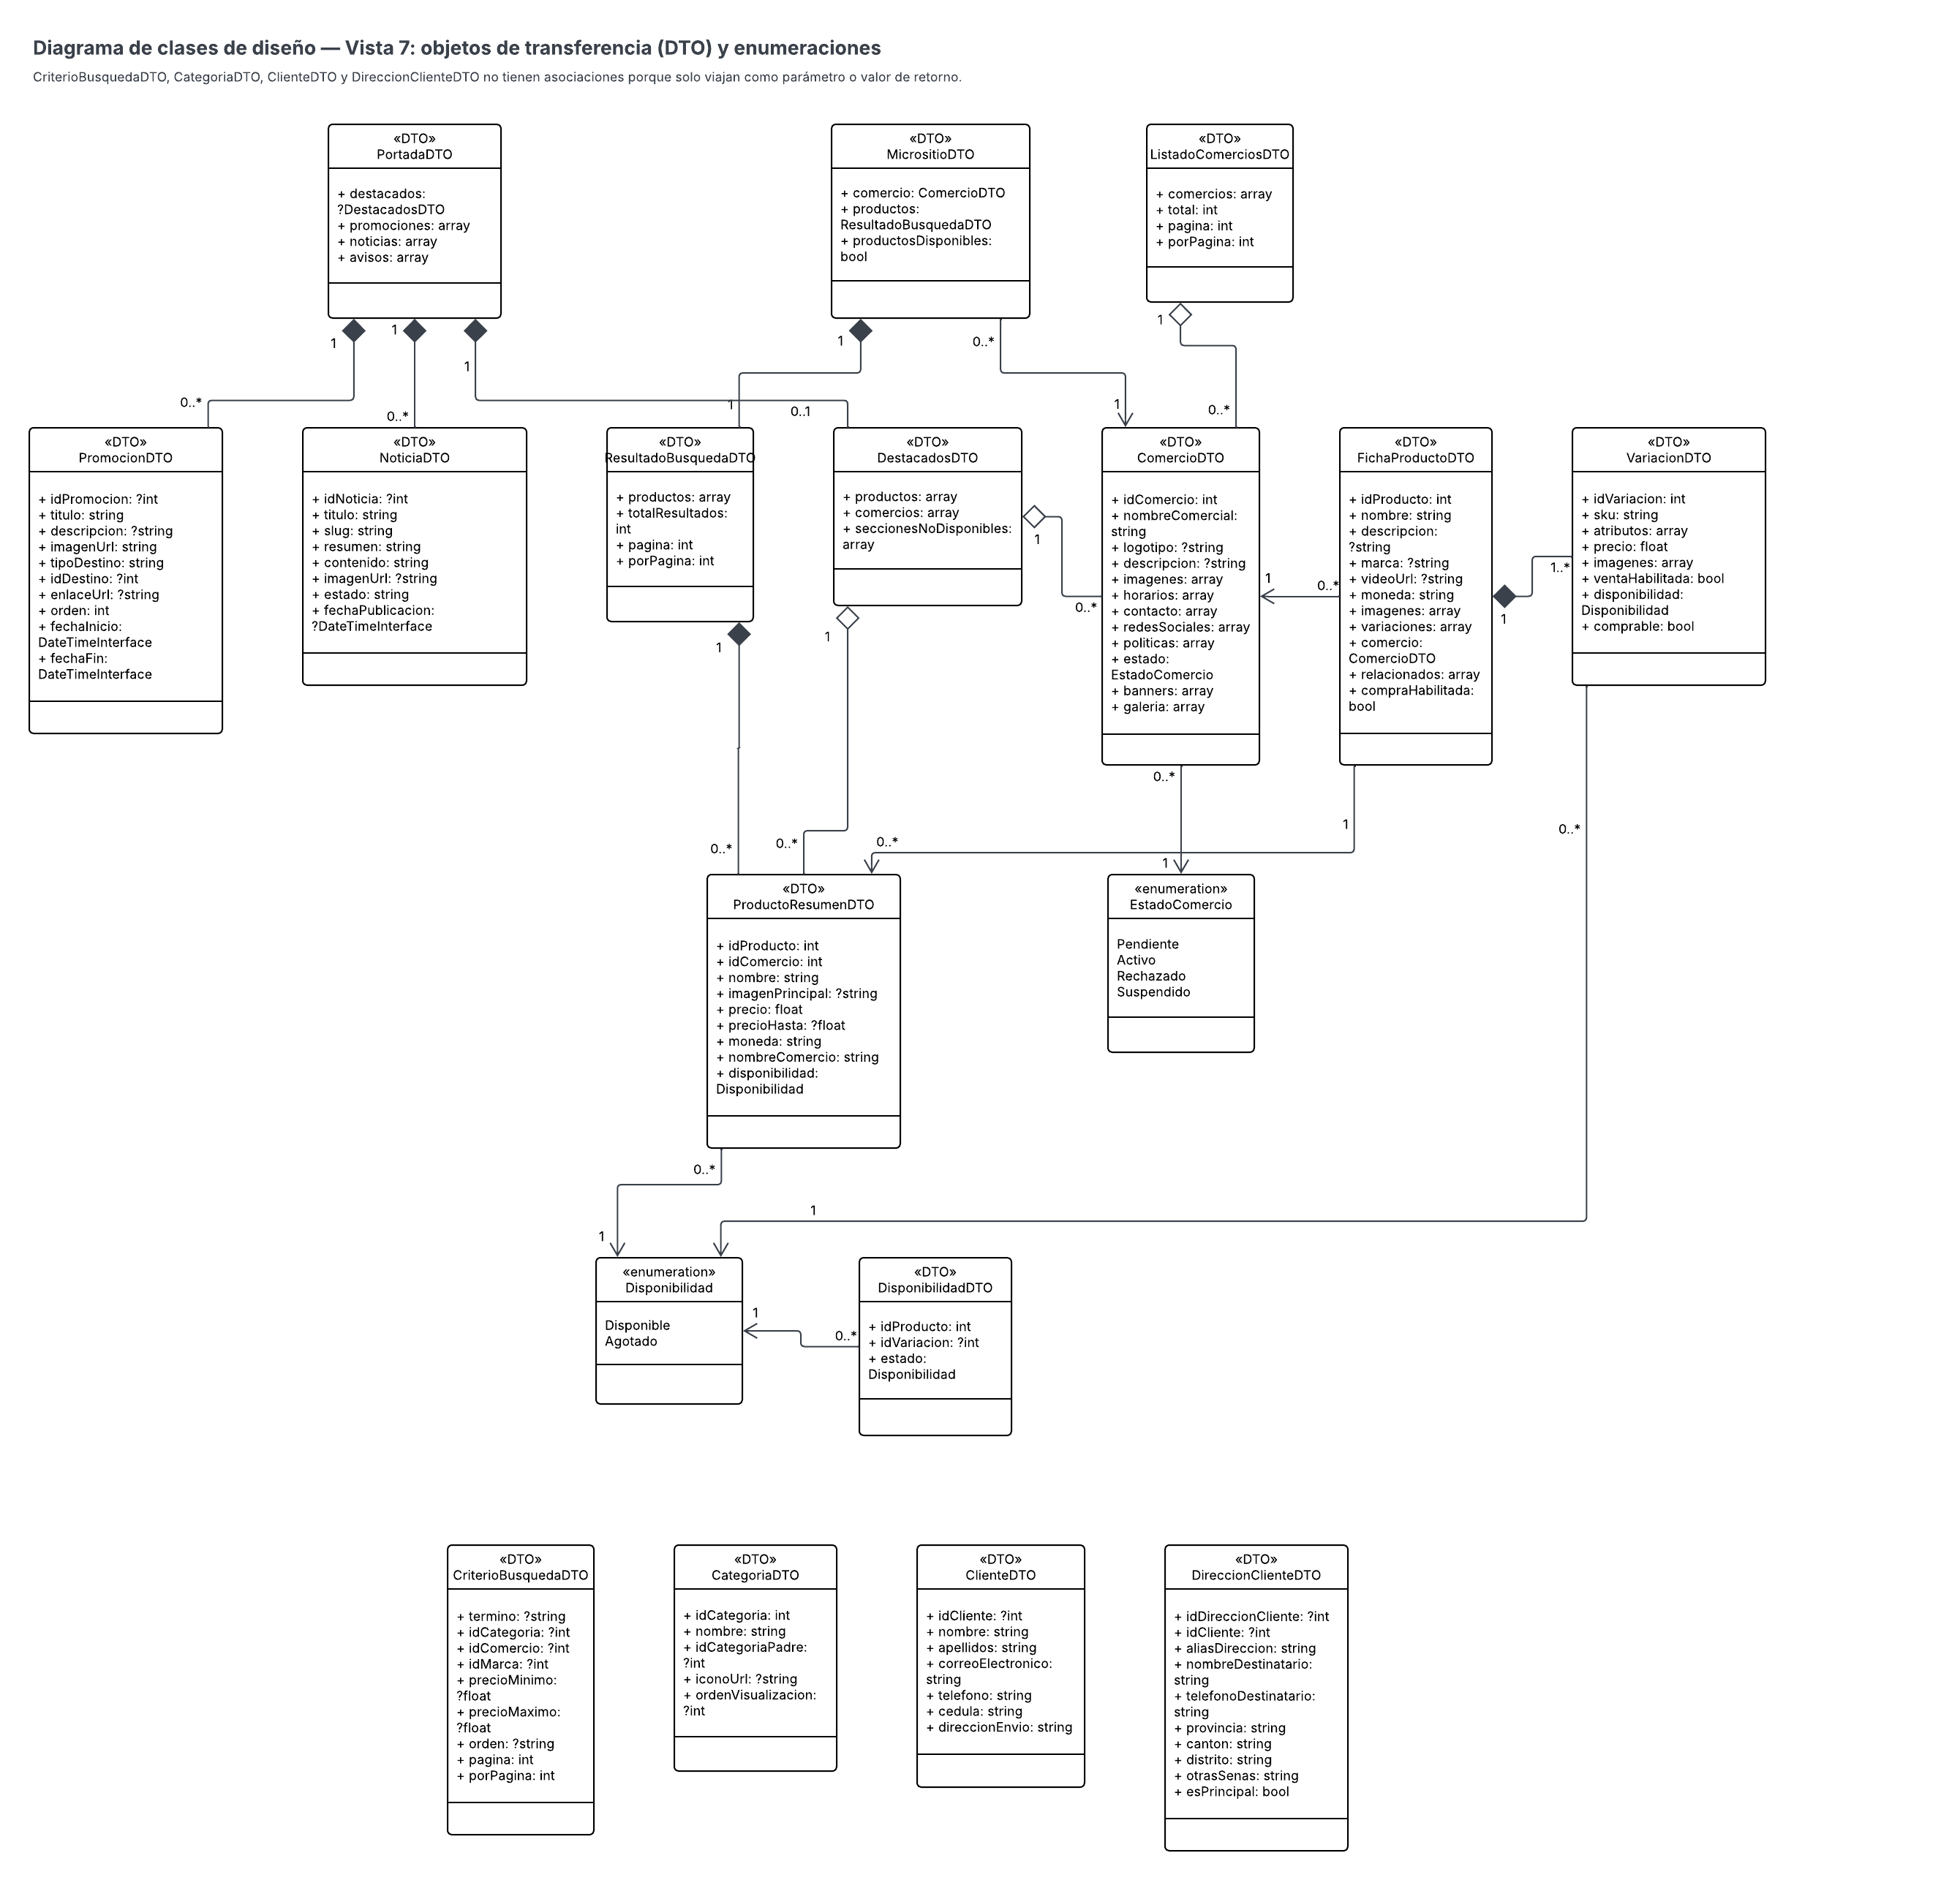 Diagrama de clases de diseño — Vista 7: objetos de transferencia (DTO) y enumeraciones
CriterioBusquedaDTO, CategoriaDTO, ClienteDTO y DireccionClienteDTO no tienen asociaciones porque solo viajan como parámetro o valor de retorno.
«DTO»
PortadaDTO
+ destacados:
?DestacadosDTO
+ promociones: array
+ noticias: array
+ avisos: array
«DTO»
MicrositioDTO
+ comercio: ComercioDTO
+ productos:
ResultadoBusquedaDTO
+ productosDisponibles:
bool
«DTO»
ListadoComerciosDTO
+ comercios: array
+ total: int
+ pagina: int
+ porPagina: int
1
1
1
1
0..*
1
0..*
0..*
1
0..1
1
0..*
«DTO»
PromocionDTO
+ idPromocion: ?int
+ titulo: string
+ descripcion: ?string
+ imagenUrl: string
+ tipoDestino: string
+ idDestino: ?int
+ enlaceUrl: ?string
+ orden: int
+ fechaInicio:
DateTimeInterface
+ fechaFin:
DateTimeInterface
«DTO»
NoticiaDTO
+ idNoticia: ?int
+ titulo: string
+ slug: string
+ resumen: string
+ contenido: string
+ imagenUrl: ?string
+ estado: string
+ fechaPublicacion:
?DateTimeInterface
«DTO»
ResultadoBusquedaDTO
+ productos: array
+ totalResultados:
int
+ pagina: int
+ porPagina: int
«DTO»
DestacadosDTO
+ productos: array
+ comercios: array
+ seccionesNoDisponibles:
array
1
0..*
«DTO»
ComercioDTO
+ idComercio: int
+ nombreComercial:
string
+ logotipo: ?string
+ descripcion: ?string
+ imagenes: array
+ horarios: array
+ contacto: array
+ redesSociales: array
+ politicas: array
+ estado:
EstadoComercio
+ banners: array
+ galeria: array
1
0..*
«DTO»
FichaProductoDTO
+ idProducto: int
+ nombre: string
+ descripcion:
?string
+ marca: ?string
+ videoUrl: ?string
+ moneda: string
+ imagenes: array
+ variaciones: array
+ comercio:
ComercioDTO
+ relacionados: array
+ compraHabilitada:
bool
1
1..*
«DTO»
VariacionDTO
+ idVariacion: int
+ sku: string
+ atributos: array
+ precio: float
+ imagenes: array
+ ventaHabilitada: bool
+ disponibilidad:
Disponibilidad
+ comprable: bool
1
1
0..*
1
0..*
0..*
0..*
0..*
1
«DTO»
ProductoResumenDTO
+ idProducto: int
+ idComercio: int
+ nombre: string
+ imagenPrincipal: ?string
+ precio: float
+ precioHasta: ?float
+ moneda: string
+ nombreComercio: string
+ disponibilidad:
Disponibilidad
«enumeration»
EstadoComercio
Pendiente
Activo
Rechazado
Suspendido
0..*
1
1
«enumeration»
Disponibilidad
Disponible
Agotado
1
0..*
«DTO»
DisponibilidadDTO
+ idProducto: int
+ idVariacion: ?int
+ estado:
Disponibilidad
«DTO»
CriterioBusquedaDTO
+ termino: ?string
+ idCategoria: ?int
+ idComercio: ?int
+ idMarca: ?int
+ precioMinimo:
?float
+ precioMaximo:
?float
+ orden: ?string
+ pagina: int
+ porPagina: int
«DTO»
CategoriaDTO
+ idCategoria: int
+ nombre: string
+ idCategoriaPadre:
?int
+ iconoUrl: ?string
+ ordenVisualizacion:
?int
«DTO»
ClienteDTO
+ idCliente: ?int
+ nombre: string
+ apellidos: string
+ correoElectronico:
string
+ telefono: string
+ cedula: string
+ direccionEnvio: string
«DTO»
DireccionClienteDTO
+ idDireccionCliente: ?int
+ idCliente: ?int
+ aliasDireccion: string
+ nombreDestinatario:
string
+ telefonoDestinatario:
string
+ provincia: string
+ canton: string
+ distrito: string
+ otrasSenas: string
+ esPrincipal: bool